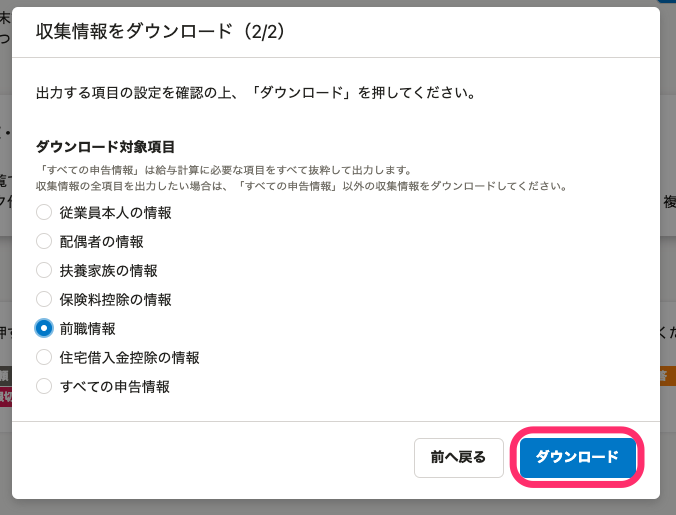 収集情報をダウンロード（2/2）
出力する項目の設定を確認の上、「ダウンロード」を押してください。
ダウンロード対象項目
「すべての申告情報」は給与計算に必要な項目をすべて抜粋して出力します。
収集情報の全項目を出力したい場合は、「すべての申告情報」以外の収集情報をダウンロードしてください。
従業員本人の情報
配偶者の情報
扶養家族の情報
保険料控除の情報
前職情報
住宅借入金控除の情報
すべての申告情報
前へ戻る
ダウンロード